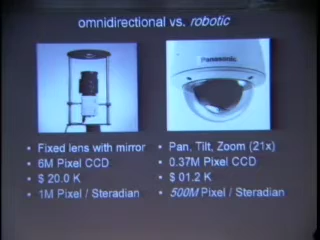 omnidirectional vs. robotic
Panasonic
• Fixed lens with mirror
• 6M Pixel CCD
• $ 20.0 K
• 1M Pixel / Steradian
• Pan, Tilt, Zoom (21x)
• 0.37M Pixel CCD
• $ 01.2 K
• 500M Pixel / Steradian